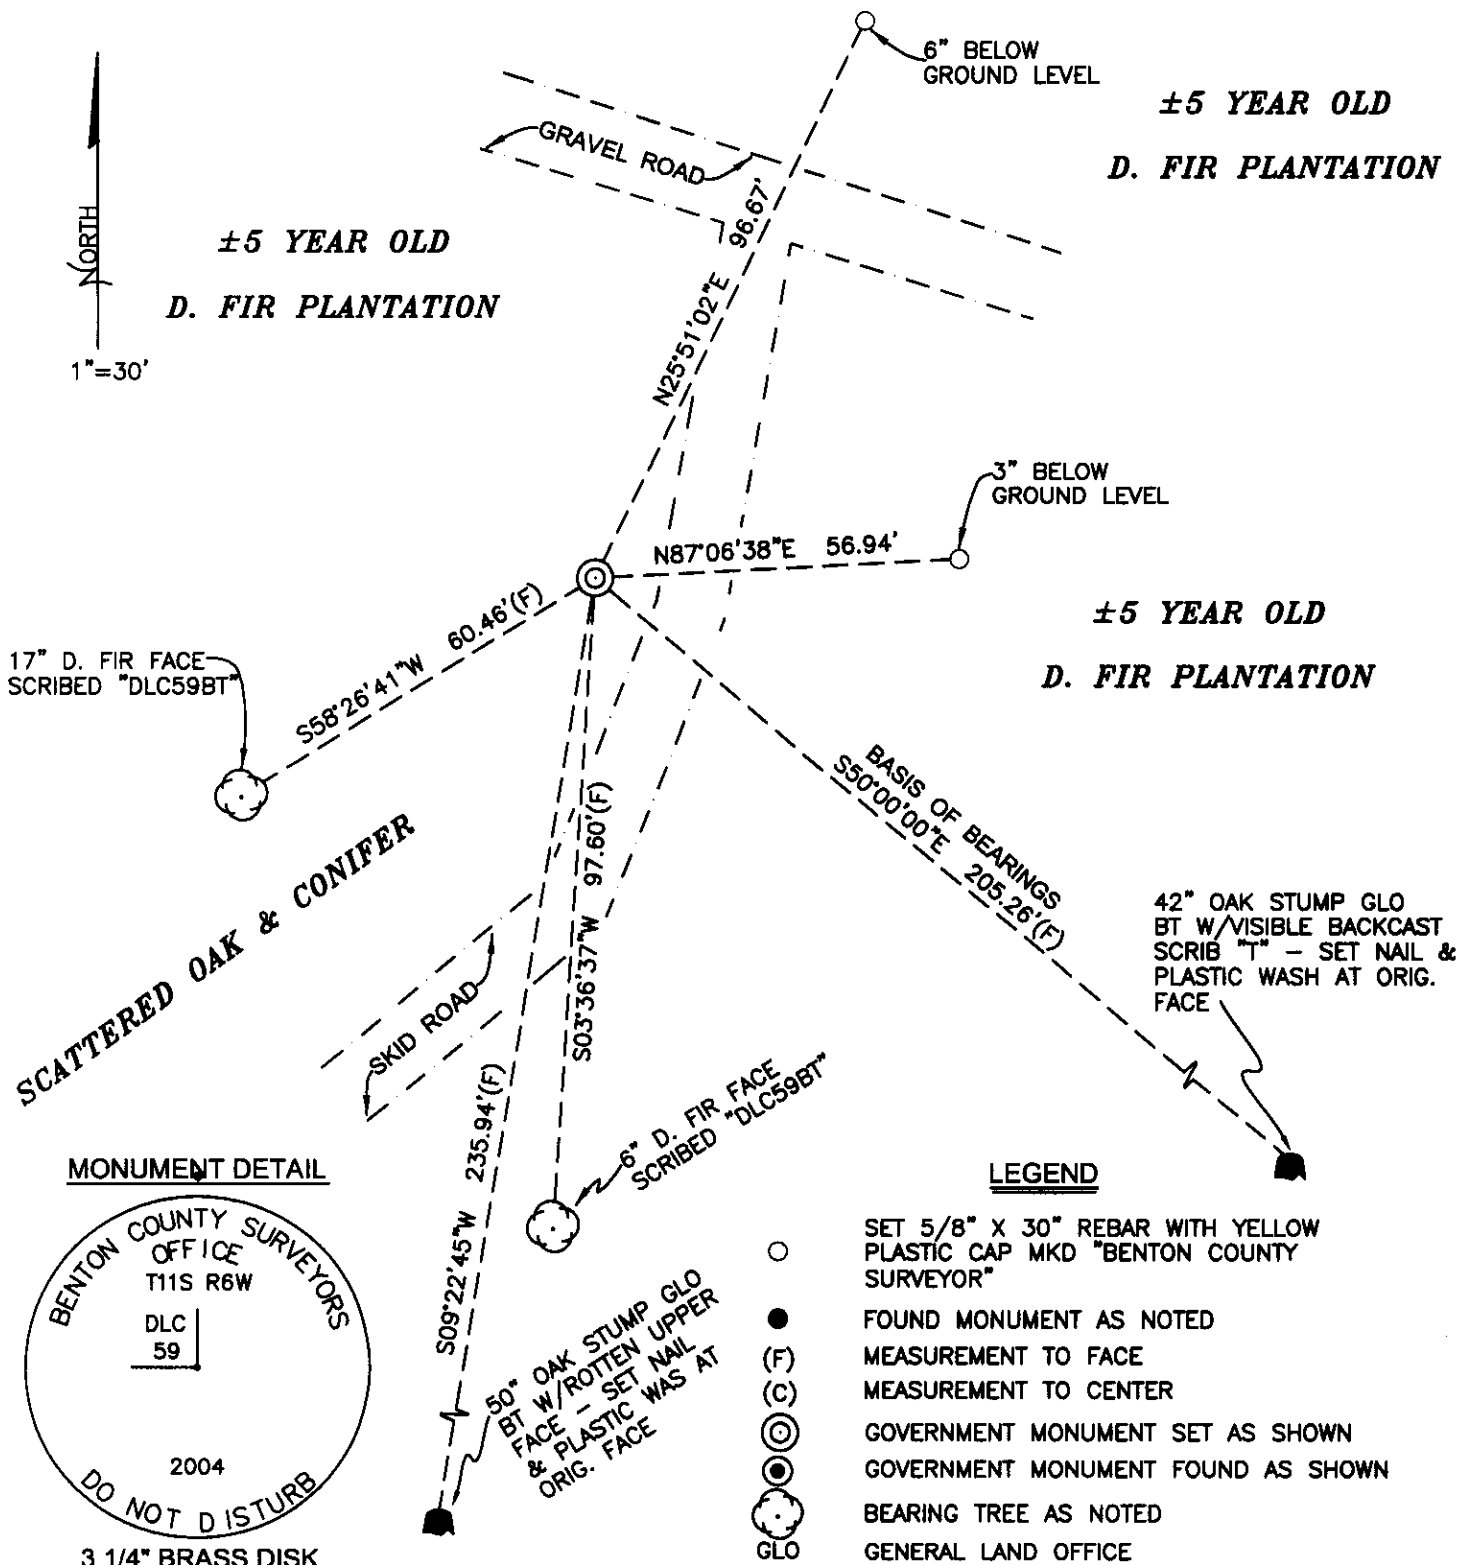 6" BELOW
GROUND LEVEL
±5 YEAR OLD
D. FIR PLANTATION
GRAVEL ROAD
NORTH
1"=30'
±5 YEAR OLD
D. FIR PLANTATION
N25°51'02"E 96.67'
3" BELOW
GROUND LEVEL
N87°06'38"E 56.94'
±5 YEAR OLD
D. FIR PLANTATION
17" D. FIR FACE
SCRIBED "DLC59BT"
S58°26'41"W 60.46'(F)
BASIS OF BEARINGS
S50°00'00"E 205.26'(F)
SCATTERED OAK & CONIFER
S03°36'37"W 97.60'(F)
42" OAK STUMP GLO
BT W/VISIBLE BACKCAST
SCRIB "T" - SET NAIL &
PLASTIC WASH AT ORIG.
FACE
SKID ROAD
S09°22'45"W 235.94'(F)
6" D. FIR FACE
SCRIBED "DLC59BT"
50" OAK STUMP GLO
BT W/ROTTEN UPPER
FACE - SET NAIL
& PLASTIC WAS AT
ORIG. FACE
MONUMENT DETAIL
BENTON COUNTY SURVEYORS
OFFICE
T11S R6W
DLC
59
2004
DO NOT DISTURB
3 1/4" BRASS DISK
LEGEND
SET 5/8" X 30" REBAR WITH YELLOW
PLASTIC CAP MKD "BENTON COUNTY
SURVEYOR"
FOUND MONUMENT AS NOTED
(F) MEASUREMENT TO FACE
(C) MEASUREMENT TO CENTER
GOVERNMENT MONUMENT SET AS SHOWN
GOVERNMENT MONUMENT FOUND AS SHOWN
BEARING TREE AS NOTED
GLO GENERAL LAND OFFICE